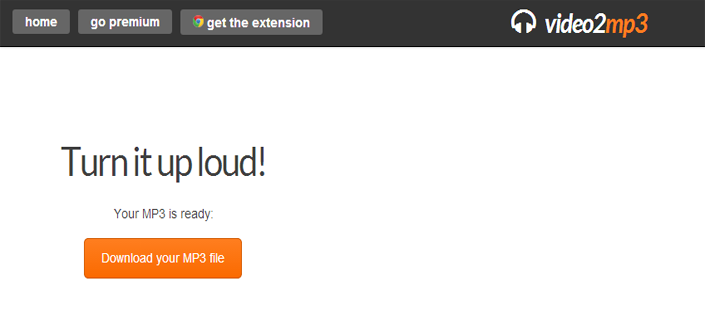 home go premium get the extension video2mp3
Turn it up loud!
Your MP3 is ready:
Download your MP3 file